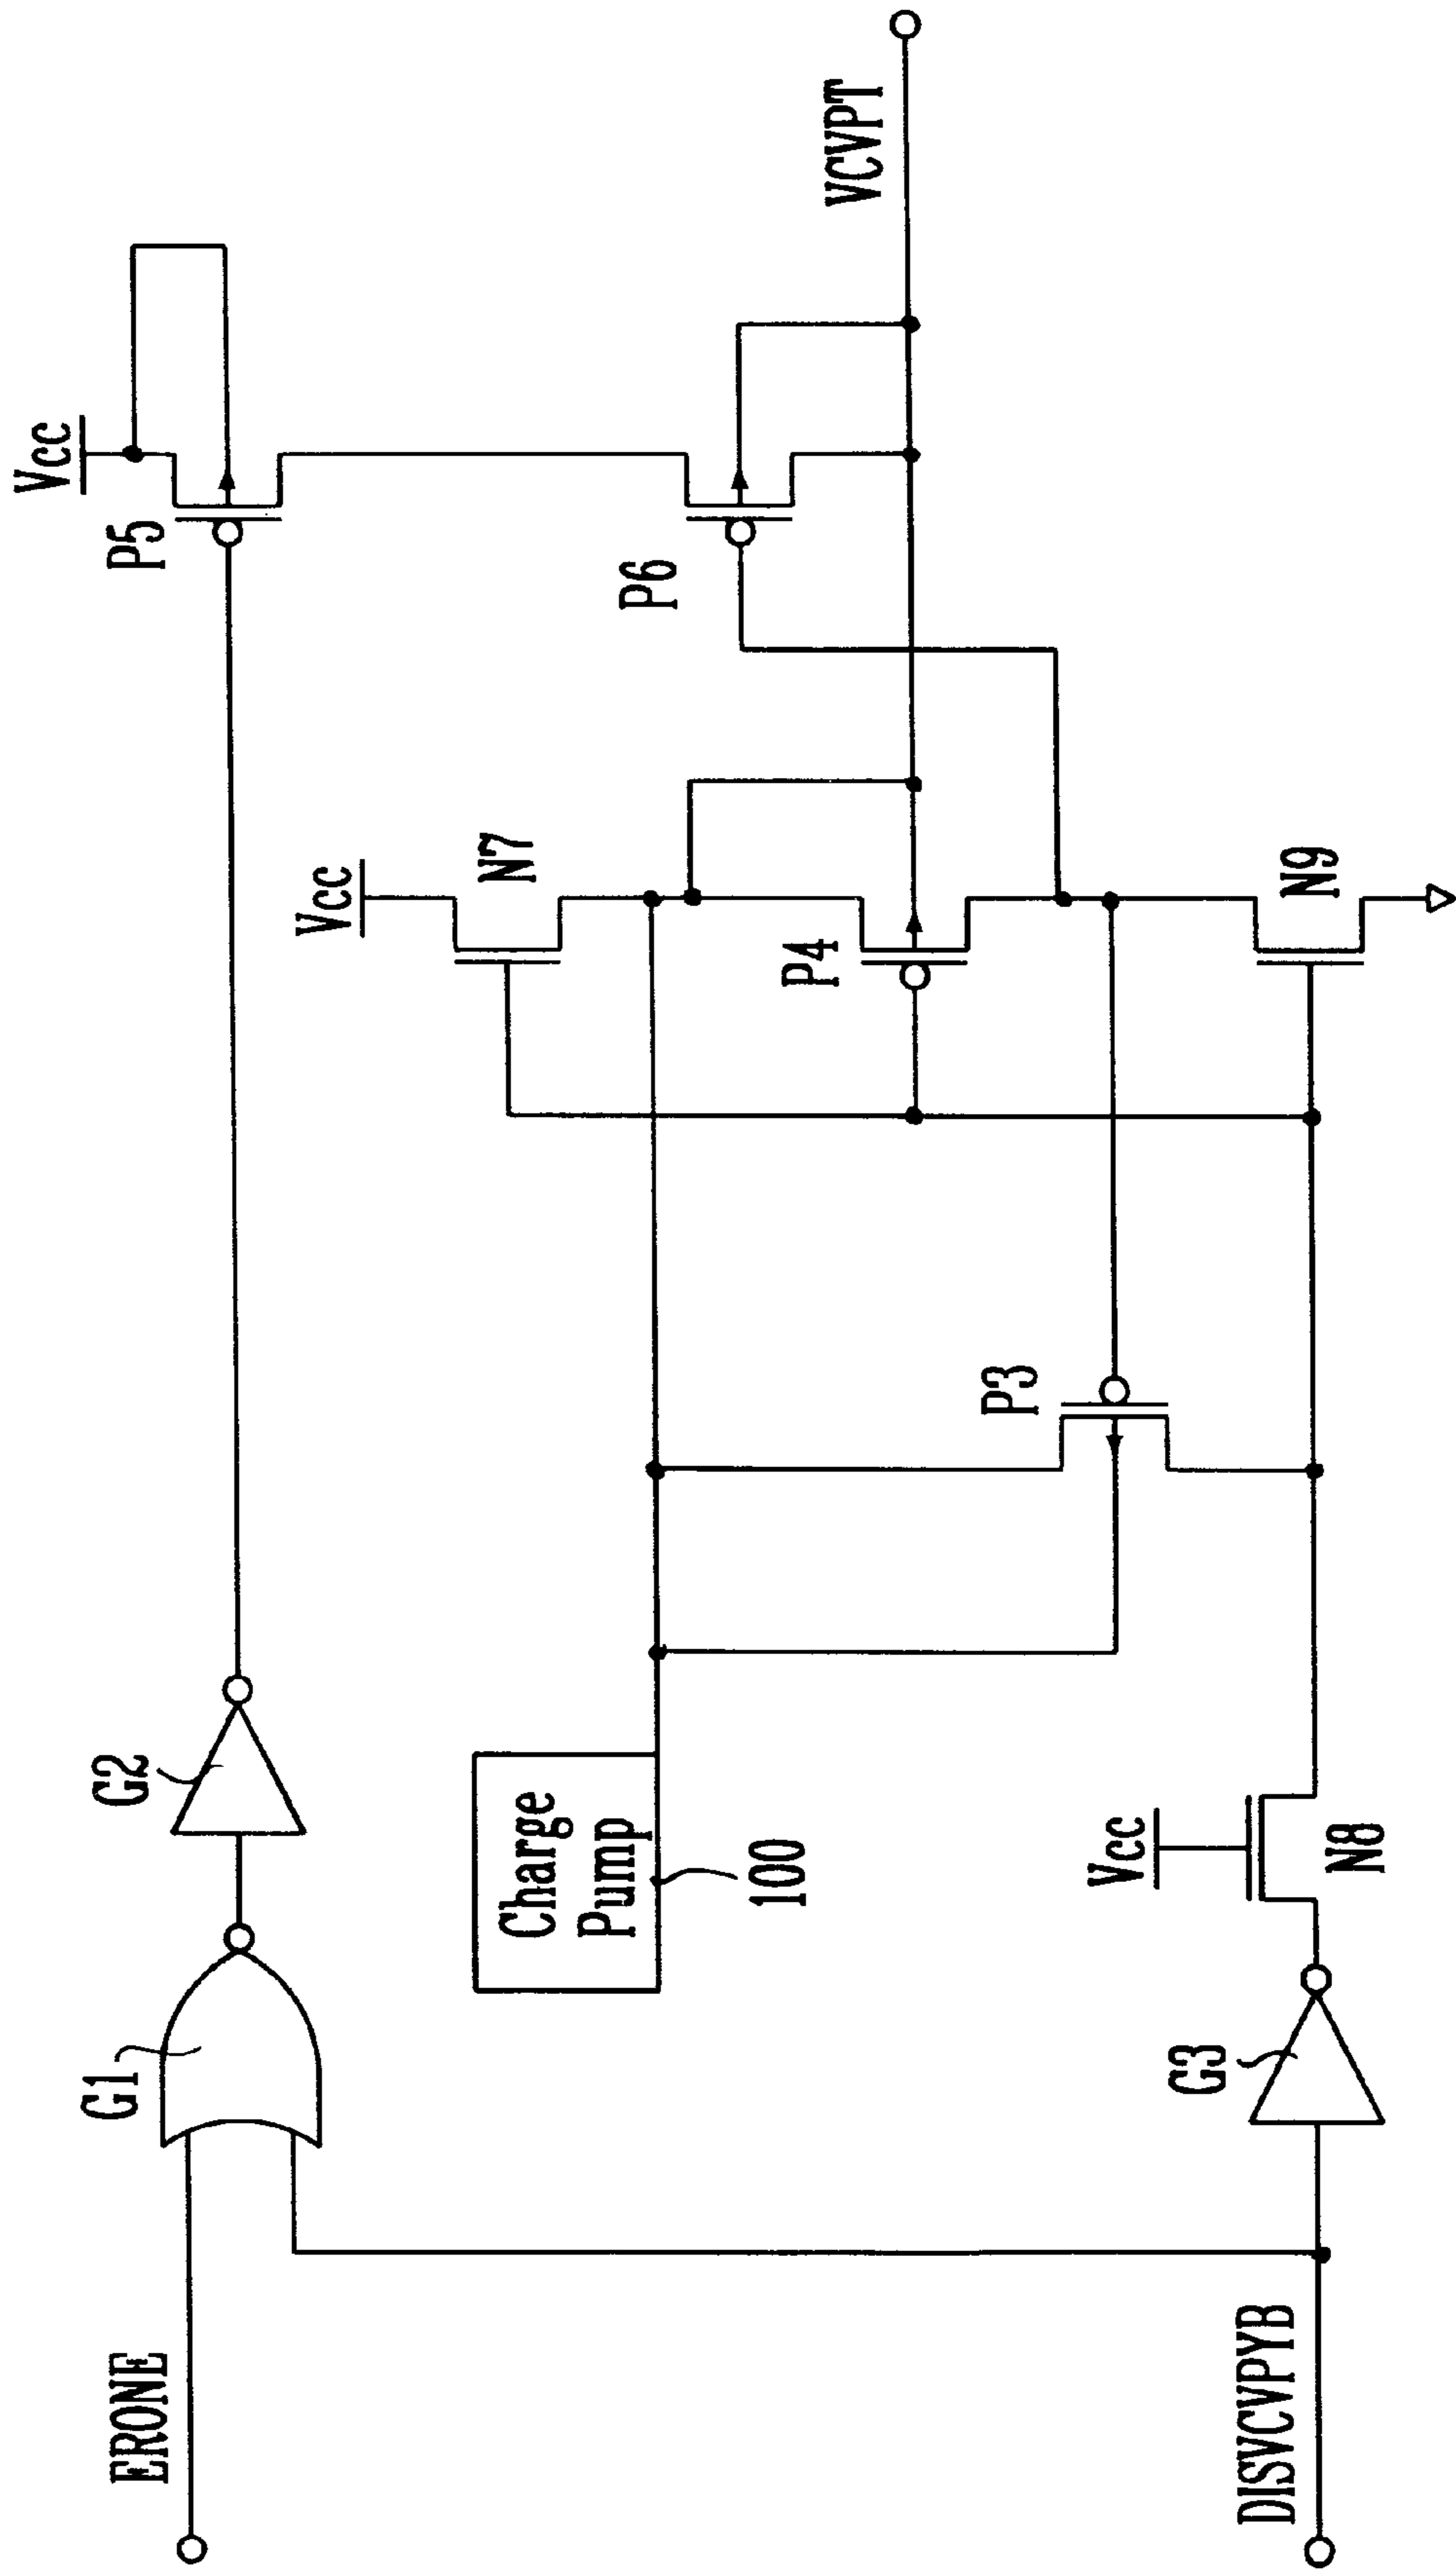 ERONE
G1
G2
P5
Vcc
Charge
Pump
100
Vcc
N7
P6
P4
VCVPT
P3
Vcc
N8
N9
G3
DISVCVPYB